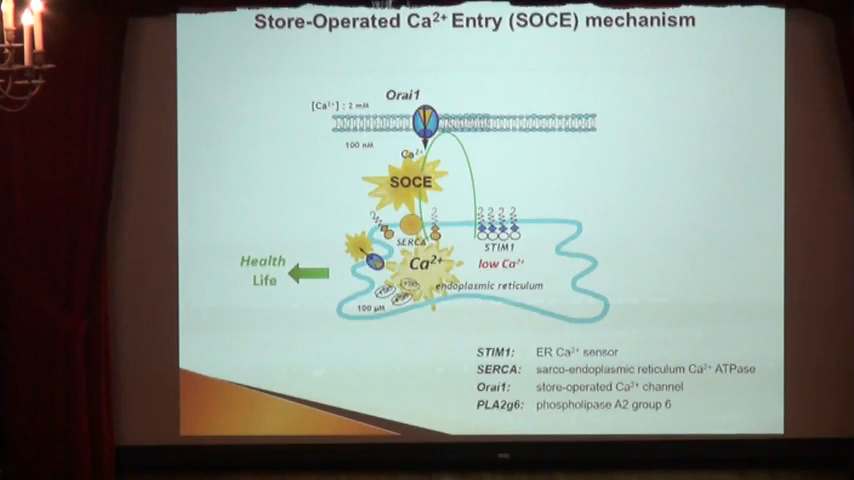 Store-Operated Ca²⁺ Entry (SOCE) mechanism
Orai1
[Ca²⁺] : 2 mM
100 nM
Ca²⁺
SOCE
SERCA
STIM1
Ca²⁺
low Ca²⁺
Health
Life
endoplasmic reticulum
100 µM
STIM1: ER Ca²⁺ sensor
SERCA: sarco-endoplasmic reticulum Ca²⁺ ATPase
Orai1: store-operated Ca²⁺ channel
PLA2g6: phospholipase A2 group 6